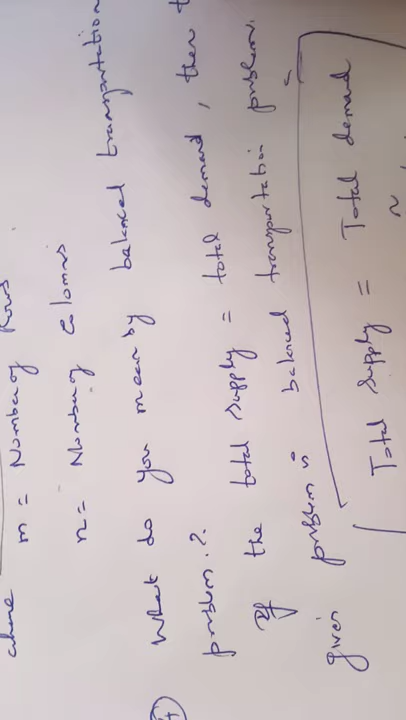 where m = Number of rows
n = Number of Columns
4 What do you mean by balanced transportation
problem.?
If the total supply = total demand, then
given problem is balanced transportation problem.
Total Supply = Total demand